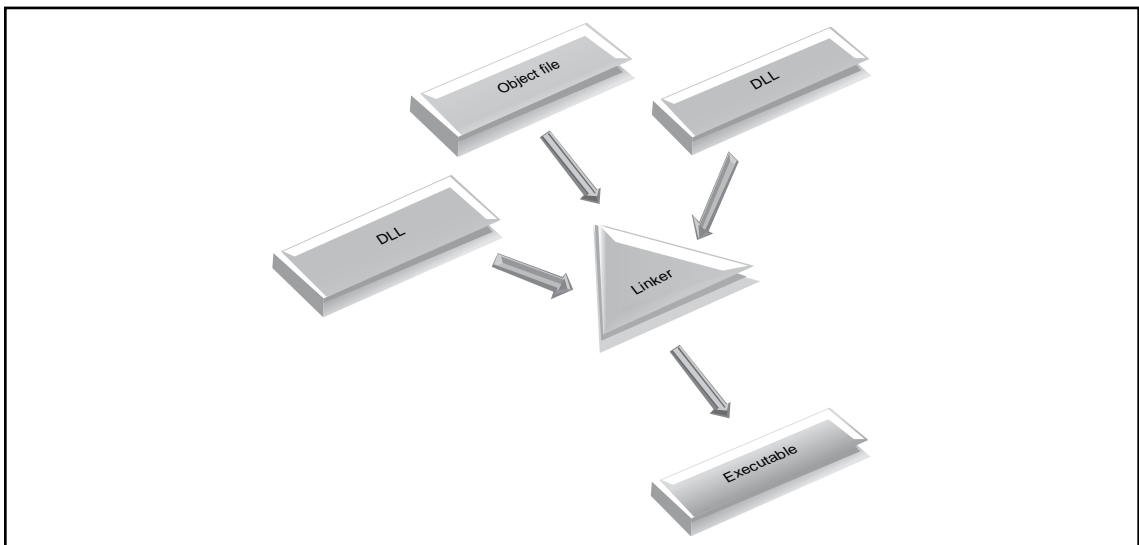 Object file
DLL
DLL
Linker
Executable